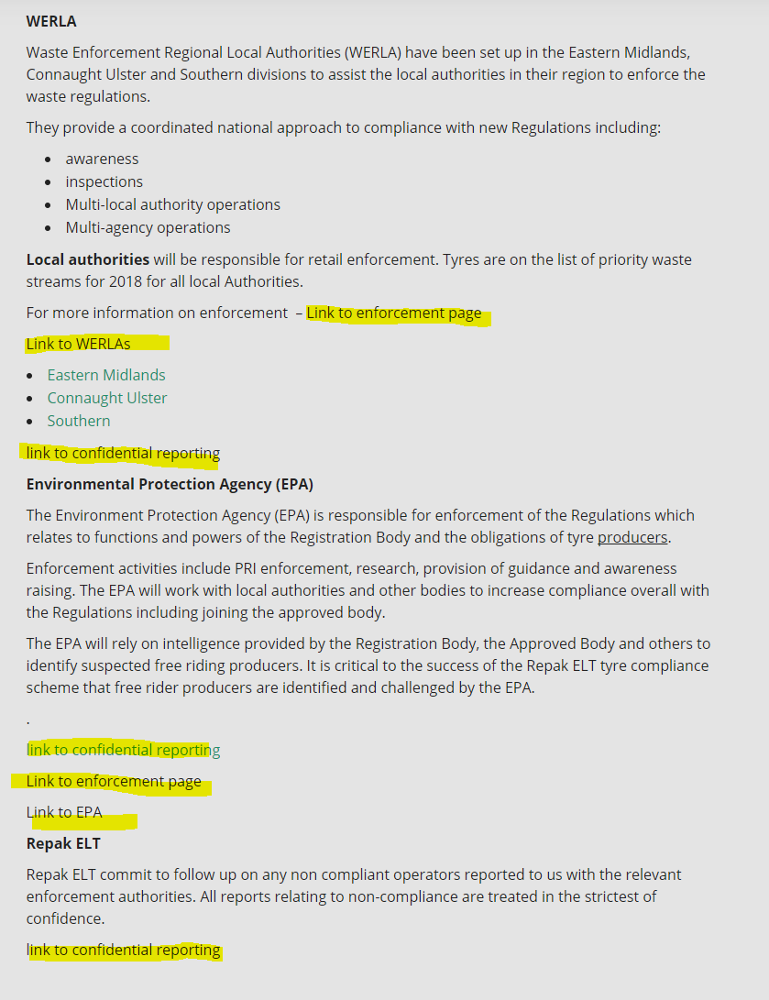 WERLA
Waste Enforcement Regional Local Authorities (WERLA) have been set up in the Eastern Midlands,
Connaught Ulster and Southern divisions to assist the local authorities in their region to enforce the
waste regulations.
They provide a coordinated national approach to compliance with new Regulations including:
• awareness
• inspections
• Multi-local authority operations
• Multi-agency operations
Local authorities will be responsible for retail enforcement. Tyres are on the list of priority waste
streams for 2018 for all local Authorities.
For more information on enforcement – Link to enforcement page
Link to WERLAs
• Eastern Midlands
• Connaught Ulster
• Southern
link to confidential reporting
Environmental Protection Agency (EPA)
The Environment Protection Agency (EPA) is responsible for enforcement of the Regulations which
relates to functions and powers of the Registration Body and the obligations of tyre producers.
Enforcement activities include PRI enforcement, research, provision of guidance and awareness
raising. The EPA will work with local authorities and other bodies to increase compliance overall with
the Regulations including joining the approved body.
The EPA will rely on intelligence provided by the Registration Body, the Approved Body and others to
identify suspected free riding producers. It is critical to the success of the Repak ELT tyre compliance
scheme that free rider producers are identified and challenged by the EPA.
.
link to confidential reporting
Link to enforcement page
Link to EPA
Repak ELT
Repak ELT commit to follow up on any non compliant operators reported to us with the relevant
enforcement authorities. All reports relating to non-compliance are treated in the strictest of
confidence.
link to confidential reporting